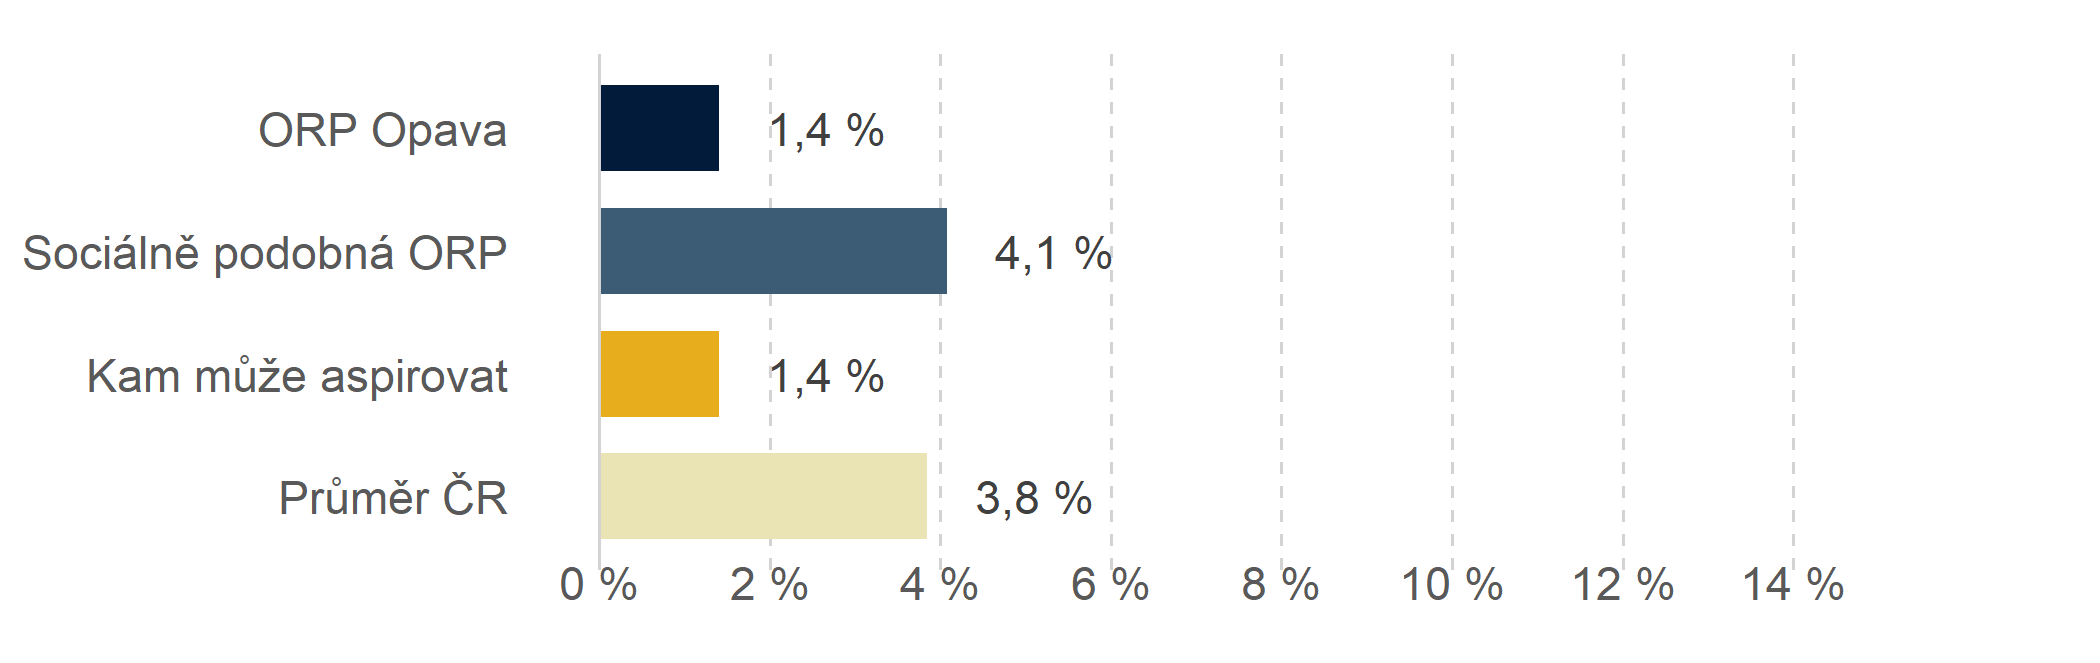 ORP Opava 1,4 %
Sociálně podobná ORP 4,1 %
Kam může aspirovat 1,4 %
Průměr ČR 3,8 %
0 % 2 % 4 % 6 % 8 % 10 % 12 % 14 %